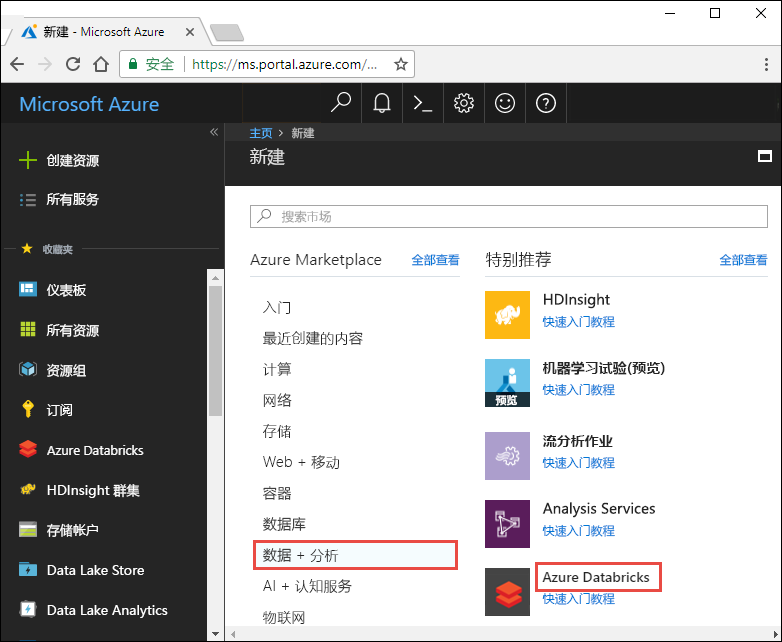 新建 - Microsoft Azure
安全
https://ms.portal.azure.com/...
Microsoft Azure
创建资源
所有服务
收藏夹
仪表板
所有资源
资源组
订阅
Azure Databricks
HDInsight 群集
存储帐户
Data Lake Store
Data Lake Analytics
主页 > 新建
新建
搜索市场
Azure Marketplace
全部查看
入门
最近创建的内容
计算
网络
存储
Web + 移动
容器
数据库
数据 + 分析
AI + 认知服务
物联网
特别推荐
全部查看
HDInsight
快速入门教程
预览
机器学习试验(预览)
快速入门教程
流分析作业
快速入门教程
Analysis Services
快速入门教程
Azure Databricks
快速入门教程